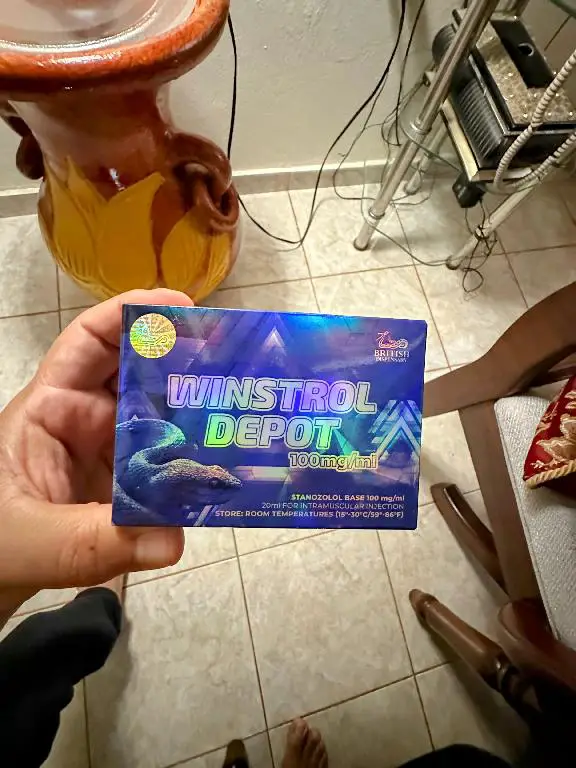 BRITISH
DISPENSARY
WINSTROL
DEPOT
100mg/ml
STANOZOLOL BASE 100 mg/ml
20ml FOR INTRAMUSCULAR INJECTION
STORE: ROOM TEMPERATURES (15°-30°C/59°-86°F)